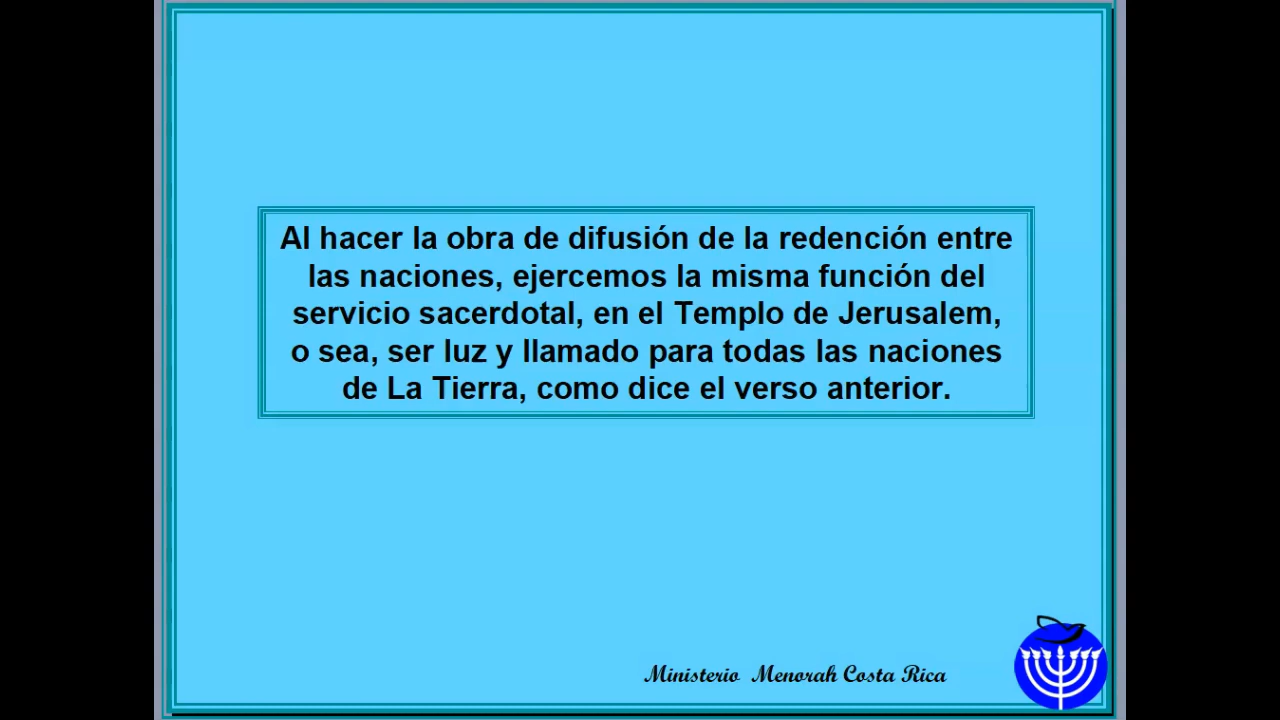 Al hacer la obra de difusión de la redención entre
las naciones, ejercemos la misma función del
servicio sacerdotal, en el Templo de Jerusalem,
o sea, ser luz y llamado para todas las naciones
de La Tierra, como dice el verso anterior.
Ministerio Menorah Costa Rica